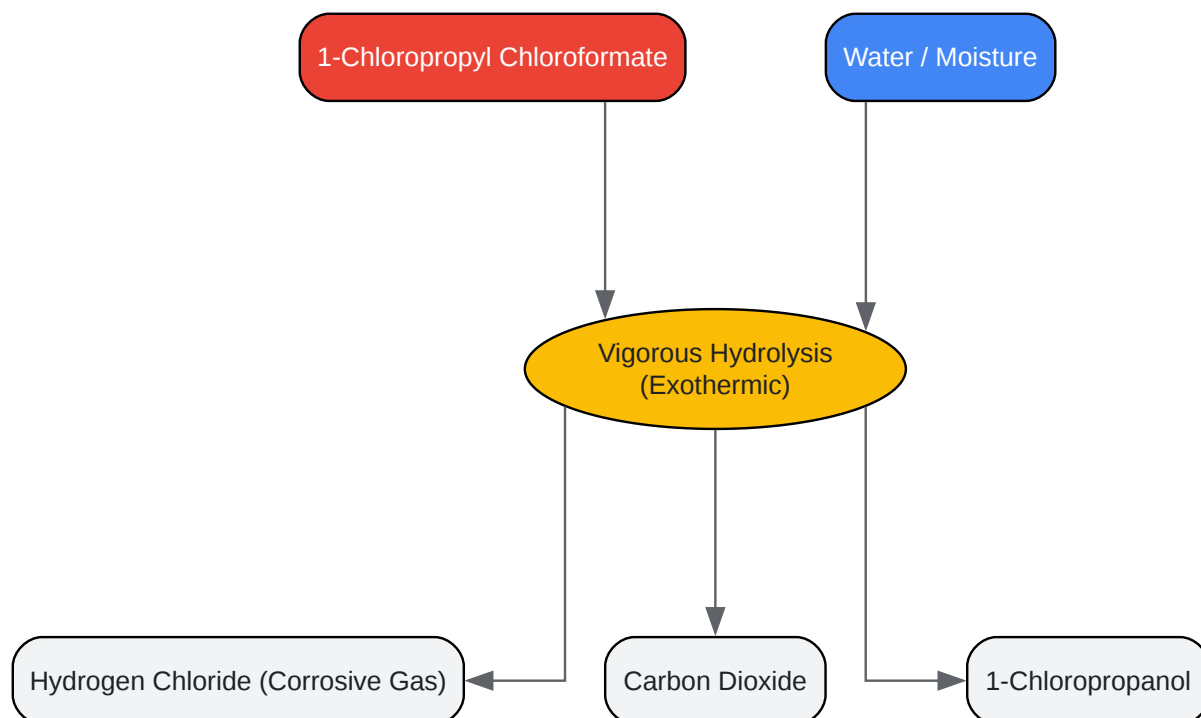 1-Chloropropyl Chloroformate
Water / Moisture
Vigorous Hydrolysis
(Exothermic)
Hydrogen Chloride (Corrosive Gas)
Carbon Dioxide
1-Chloropropanol